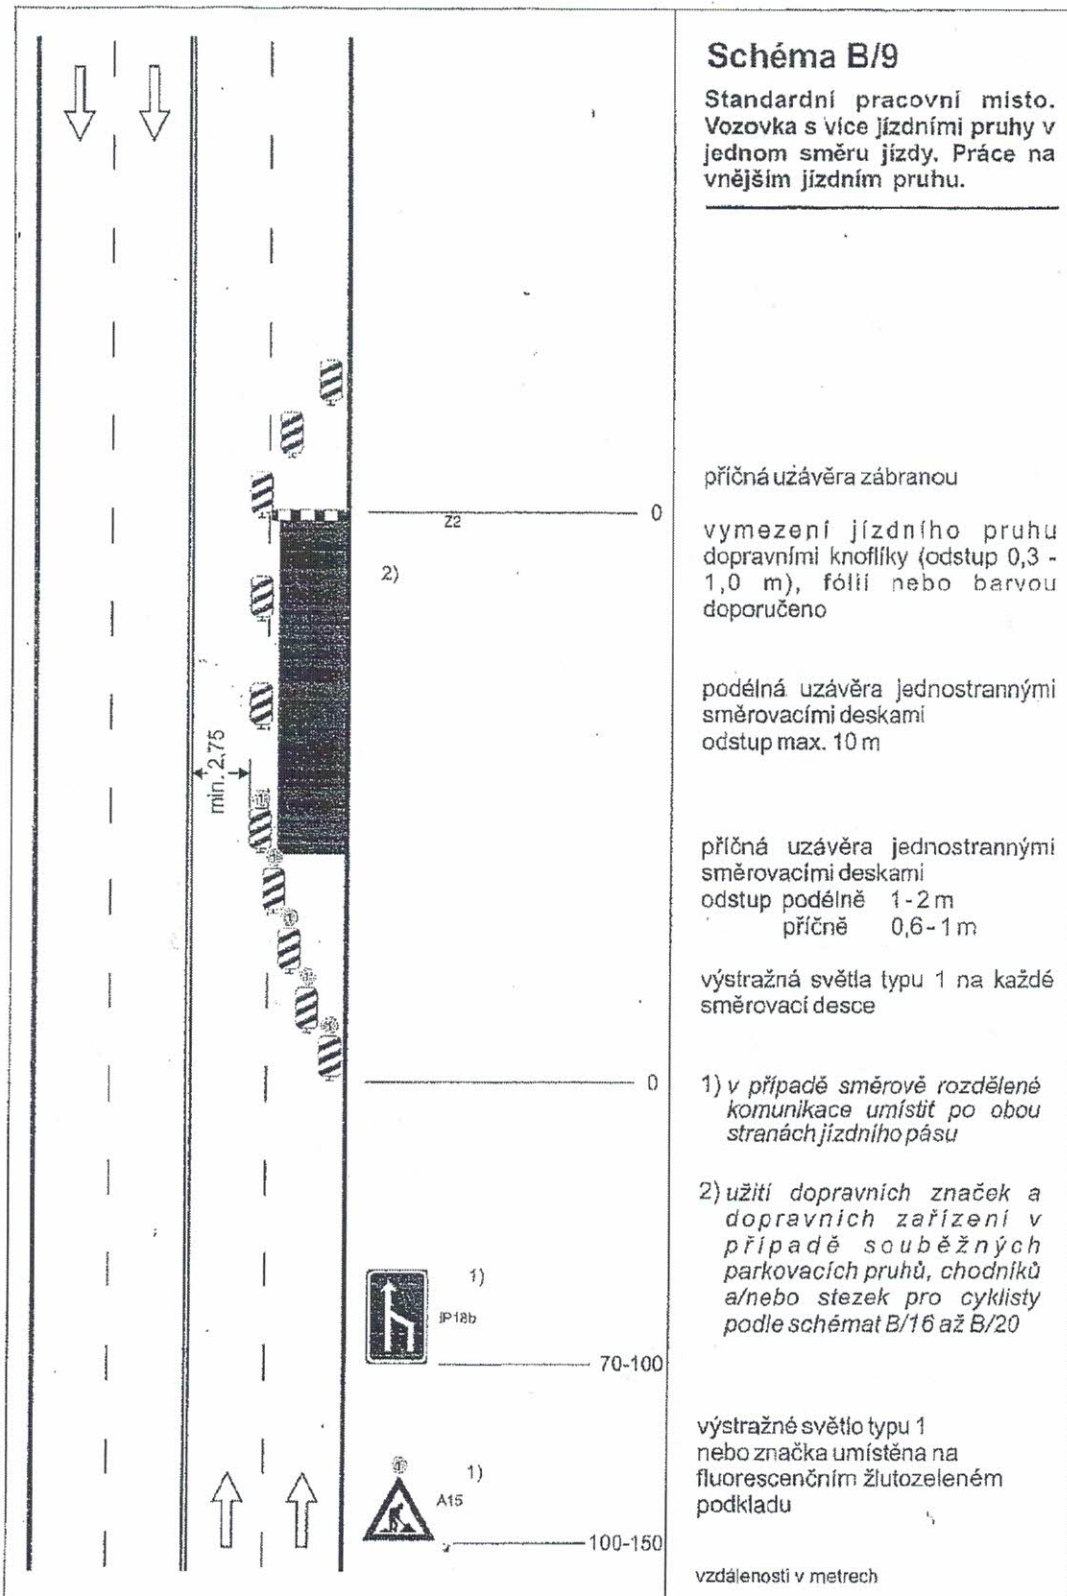 Schéma B/9
Standardní pracovní místo.
Vozovka s více jízdními pruhy v
jednom směru jízdy. Práce na
vnějším jízdním pruhu.
příčná uzávěra zábranou
0
Z2
vymezení jízdního pruhu
dopravními knoflíky (odstup 0,3 -
1,0 m), fólií nebo barvou
doporučeno
2)
podélná uzávěra jednostrannými
směrovacími deskami
odstup max. 10 m
min. 2,75
příčná uzávěra jednostrannými
směrovacími deskami
odstup podélně 1-2 m
příčně 0,6-1 m
výstražná světla typu 1 na každé
směrovací desce
0
1) v případě směrově rozdělené
komunikace umístit po obou
stranách jízdního pásu
2) užití dopravních značek a
dopravních zařízení v
případě souběžných
parkovacích pruhů, chodníků
a/nebo stezek pro cyklisty
podle schémat B/16 až B/20
1)
IP18b
70-100
výstražné světlo typu 1
nebo značka umístěna na
fluorescenčním žlutozeleném
podkladu
1)
A15
100-150
vzdálenosti v metrech